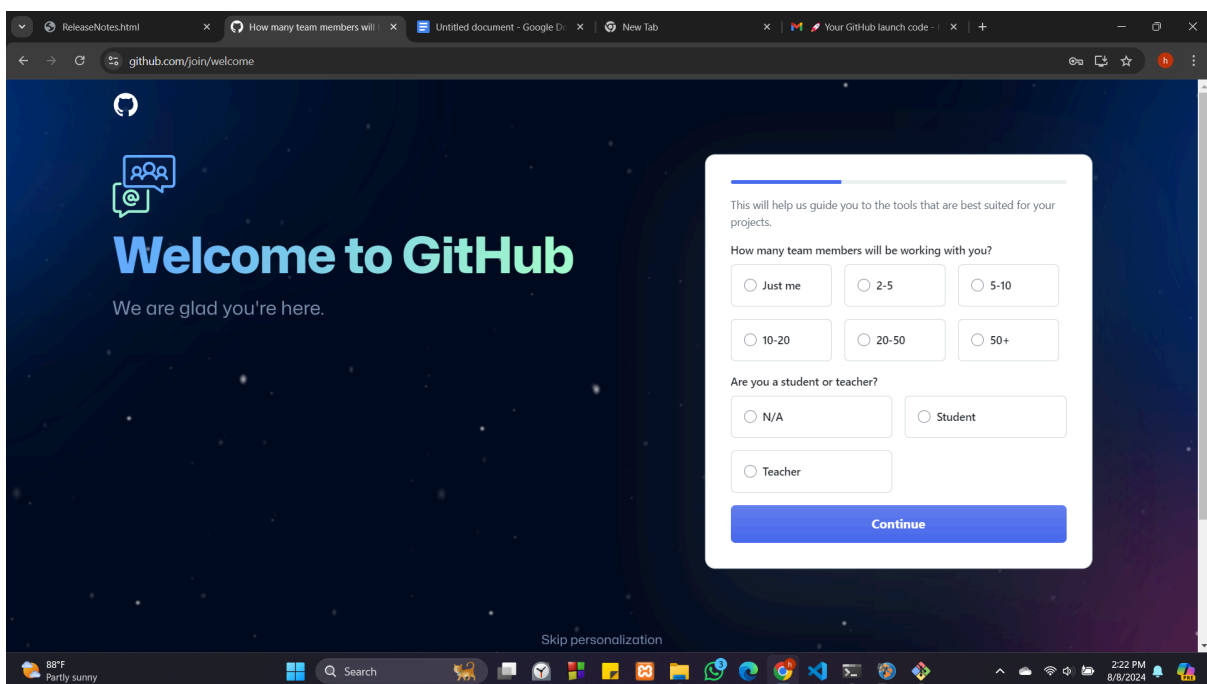 ReleaseNotes.html
How many team members will
Untitled document - Google Do
New Tab
Your GitHub launch code -
github.com/join/welcome
h
@
Welcome to GitHub
We are glad you're here.
This will help us guide you to the tools that are best suited for your
projects.
How many team members will be working with you?
Just me
2-5
5-10
10-20
20-50
50+
Are you a student or teacher?
N/A
Student
Teacher
Continue
Skip personalization
88°F
Partly sunny
Search
3
2:22 PM
8/8/2024
PRE